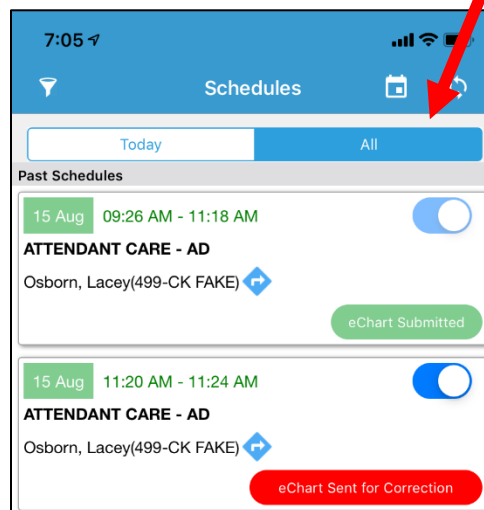 7:05
Schedules
Today All
Past Schedules
15 Aug 09:26 AM - 11:18 AM
ATTENDANT CARE - AD
Osborn, Lacey(499-CK FAKE)
eChart Submitted
15 Aug 11:20 AM - 11:24 AM
ATTENDANT CARE - AD
Osborn, Lacey(499-CK FAKE)
eChart Sent for Correction